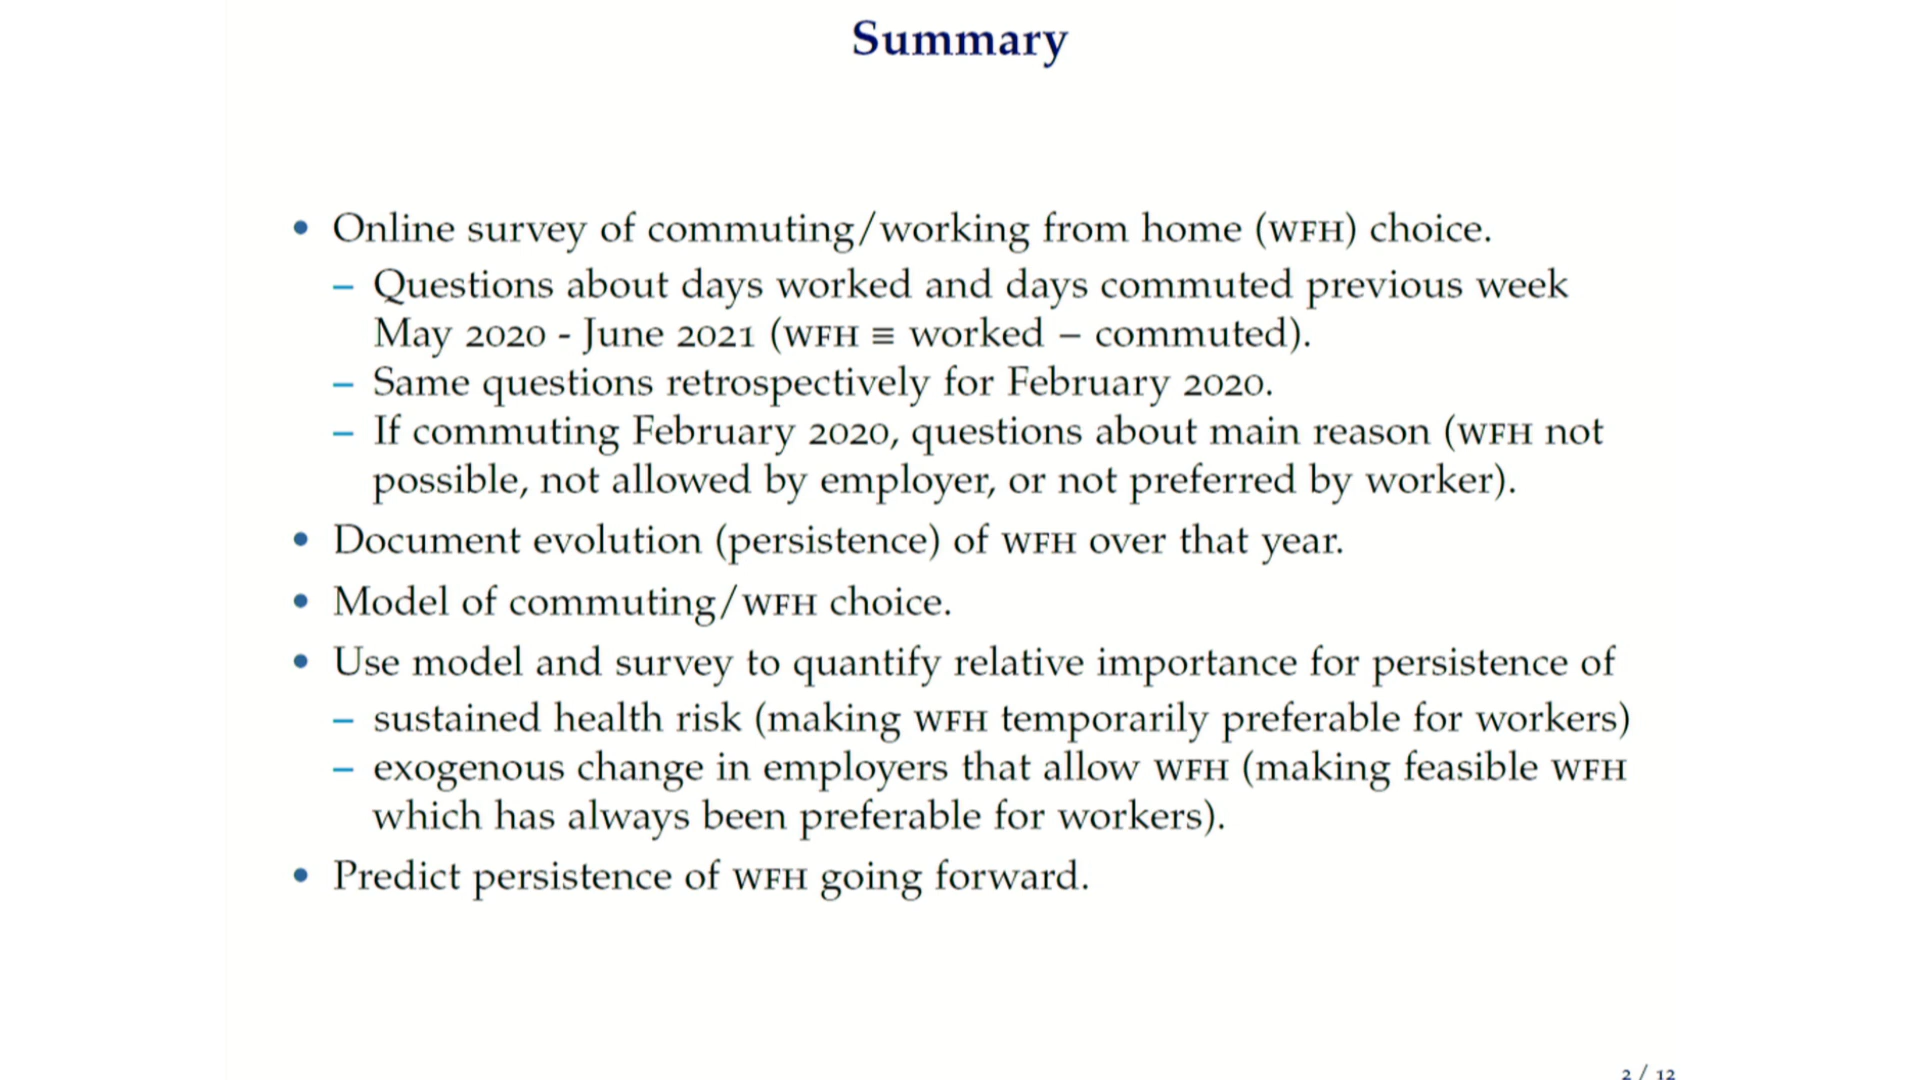 Summary
• Online survey of commuting/working from home (WFH) choice.
– Questions about days worked and days commuted previous week
May 2020 - June 2021 (WFH ≡ worked − commuted).
– Same questions retrospectively for February 2020.
– If commuting February 2020, questions about main reason (WFH not
possible, not allowed by employer, or not preferred by worker).
• Document evolution (persistence) of WFH over that year.
• Model of commuting/WFH choice.
• Use model and survey to quantify relative importance for persistence of
– sustained health risk (making WFH temporarily preferable for workers)
– exogenous change in employers that allow WFH (making feasible WFH
which has always been preferable for workers).
• Predict persistence of WFH going forward.
2 / 12